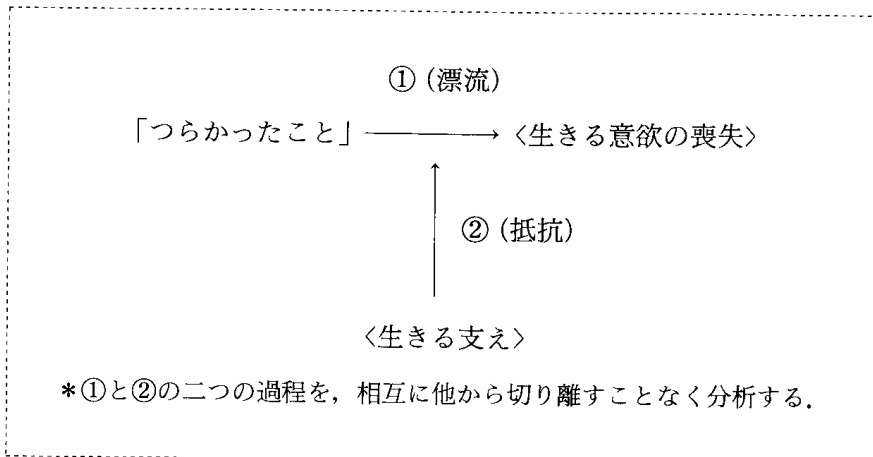 ① (漂流)
「つらかったこと」 〈生きる意欲の喪失〉
② (抵抗)
〈生きる支え〉
*①と②の二つの過程を,相互に他から切り離すことなく分析する.